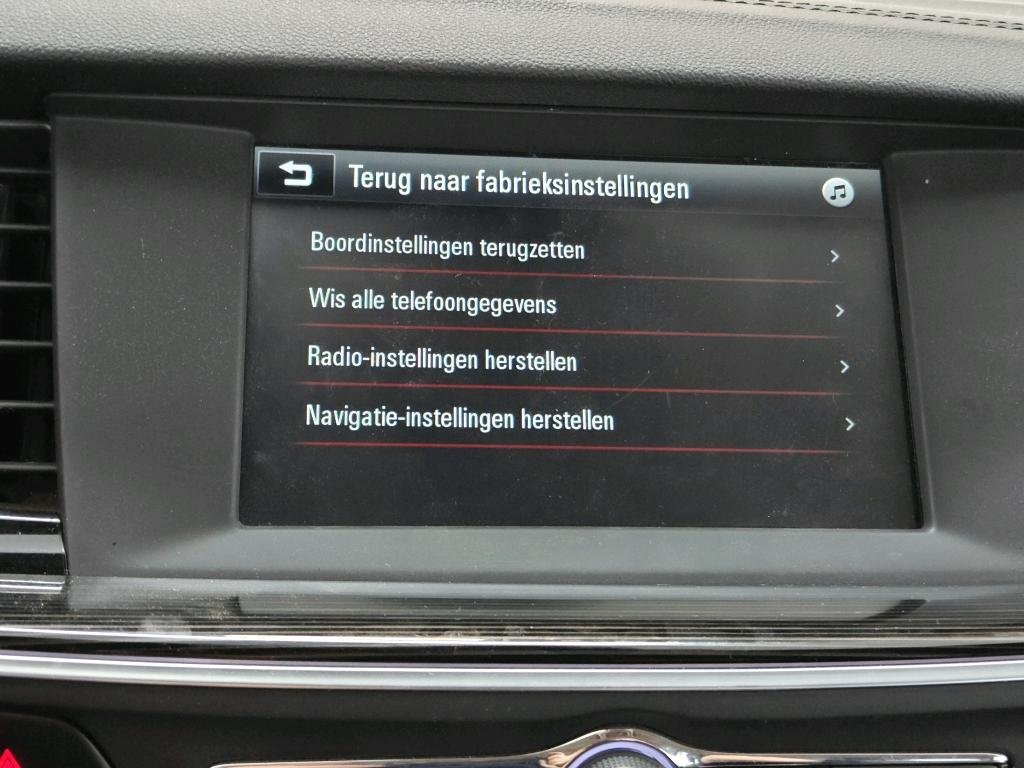 Terug naar fabrieksinstellingen
Boordinstellingen terugzetten
Wis alle telefoongegevens
Radio-instellingen herstellen
Navigatie-instellingen herstellen